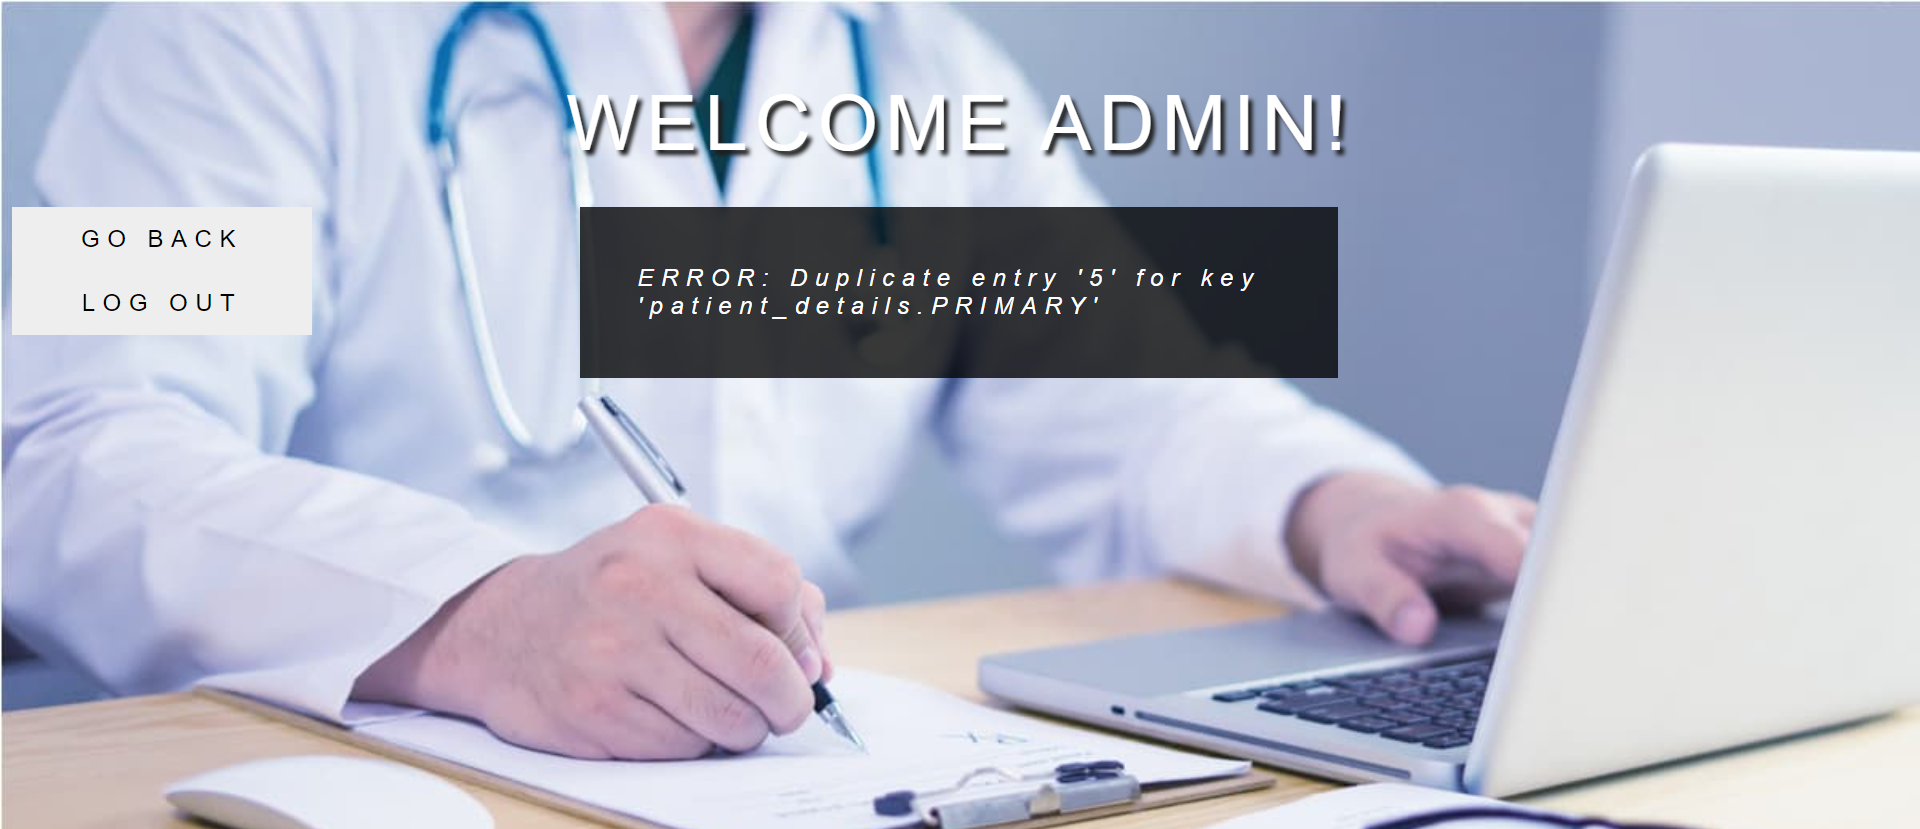 WELCOME ADMIN!
GO BACK
LOG OUT
ERROR: Duplicate entry '5' for key
'patient_details.PRIMARY'